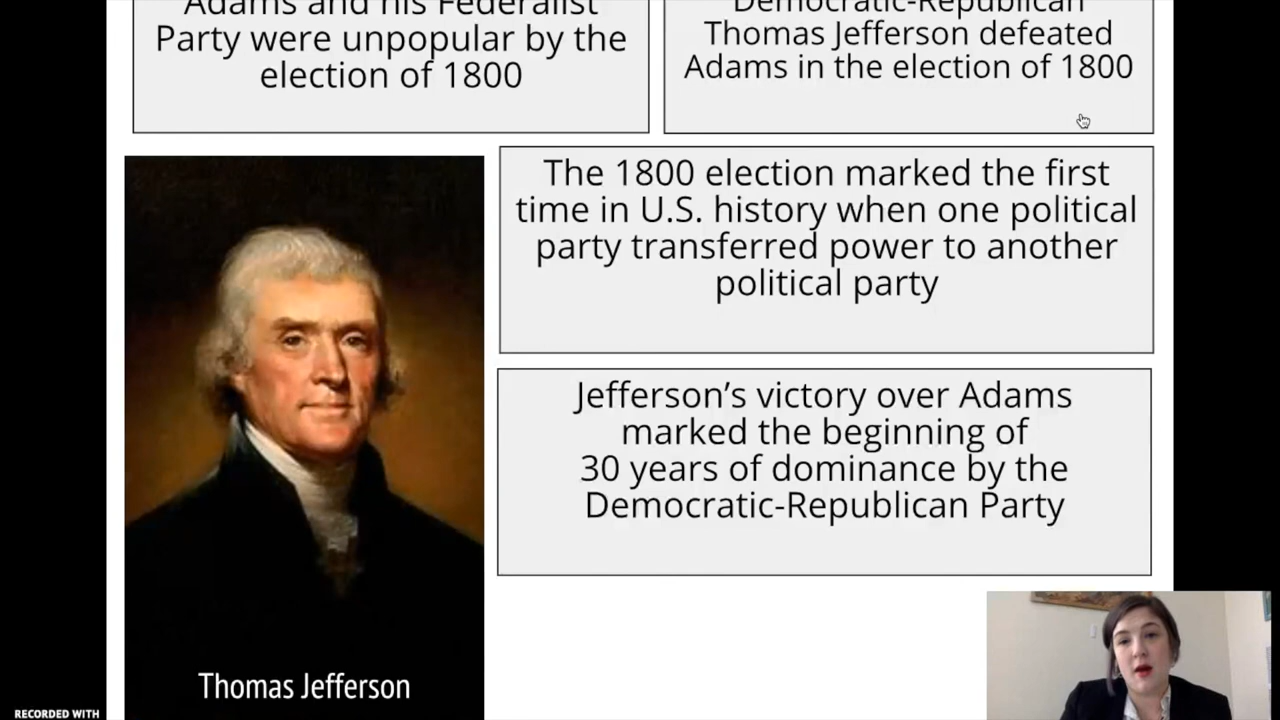 Adams and his Federalist
Party were unpopular by the
election of 1800
Democratic-Republican
Thomas Jefferson defeated
Adams in the election of 1800
The 1800 election marked the first
time in U.S. history when one political
party transferred power to another
political party
Jefferson’s victory over Adams
marked the beginning of
30 years of dominance by the
Democratic-Republican Party
Thomas Jefferson
RECORDED WITH